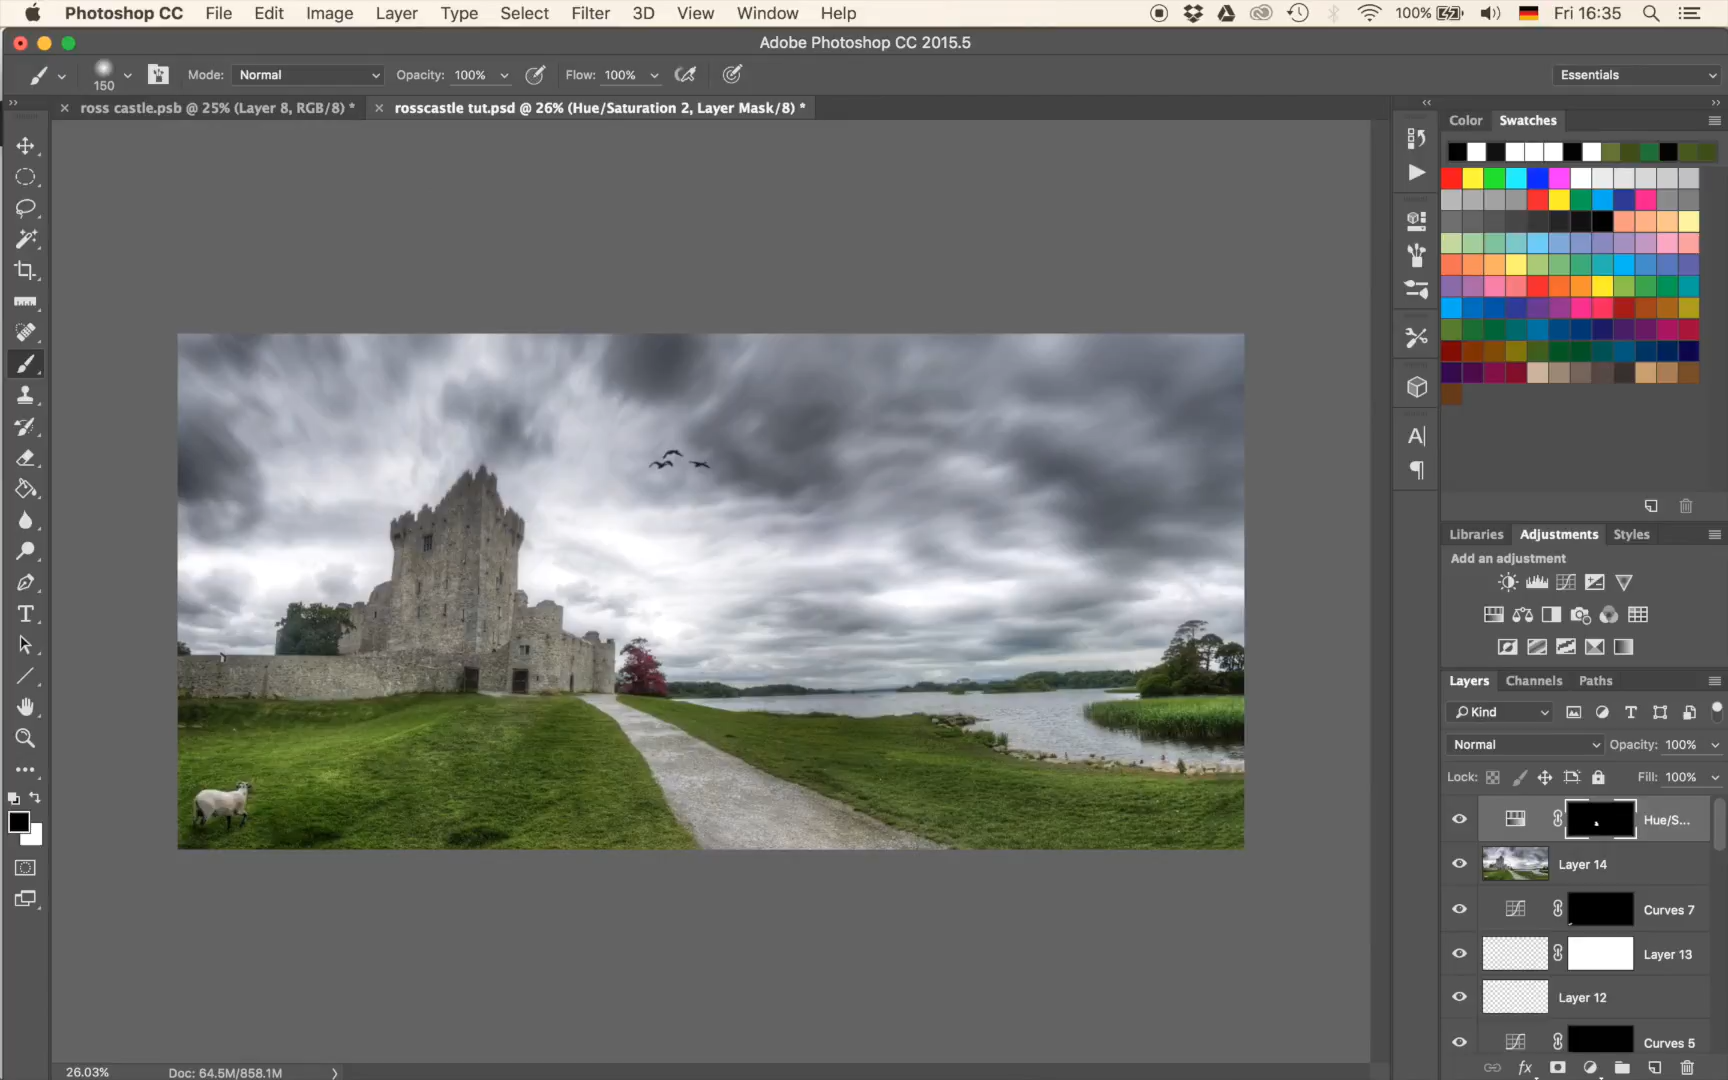 Photoshop CC File Edit Image Layer Type Select Filter 3D View Window Help 100% Fri 16:35
Adobe Photoshop CC 2015.5
150 Mode: Normal Opacity: 100% Flow: 100% Essentials
ross castle.psb @ 25% (Layer 8, RGB/8) * rosscastle tut.psd @ 26% (Hue/Saturation 2, Layer Mask/8) *
Color Swatches
Libraries Adjustments Styles
Add an adjustment
Layers Channels Paths
Kind
Normal Opacity: 100%
Lock: Fill: 100%
Hue/S...
Layer 14
Curves 7
Layer 13
Layer 12
Curves 5
26.03% Doc: 64.5M/858.1M